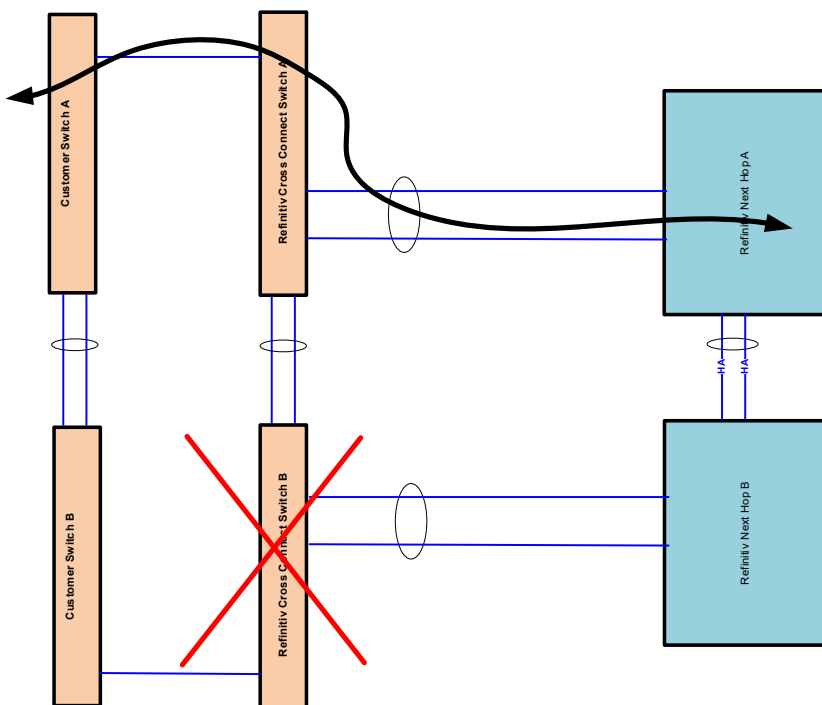 Customer Switch A
Refinitiv Cross Connect Switch A
Refinitiv Next Hop A
HA
HA
Customer Switch B
Refinitiv Cross Connect Switch B
Refinitiv Next Hop B